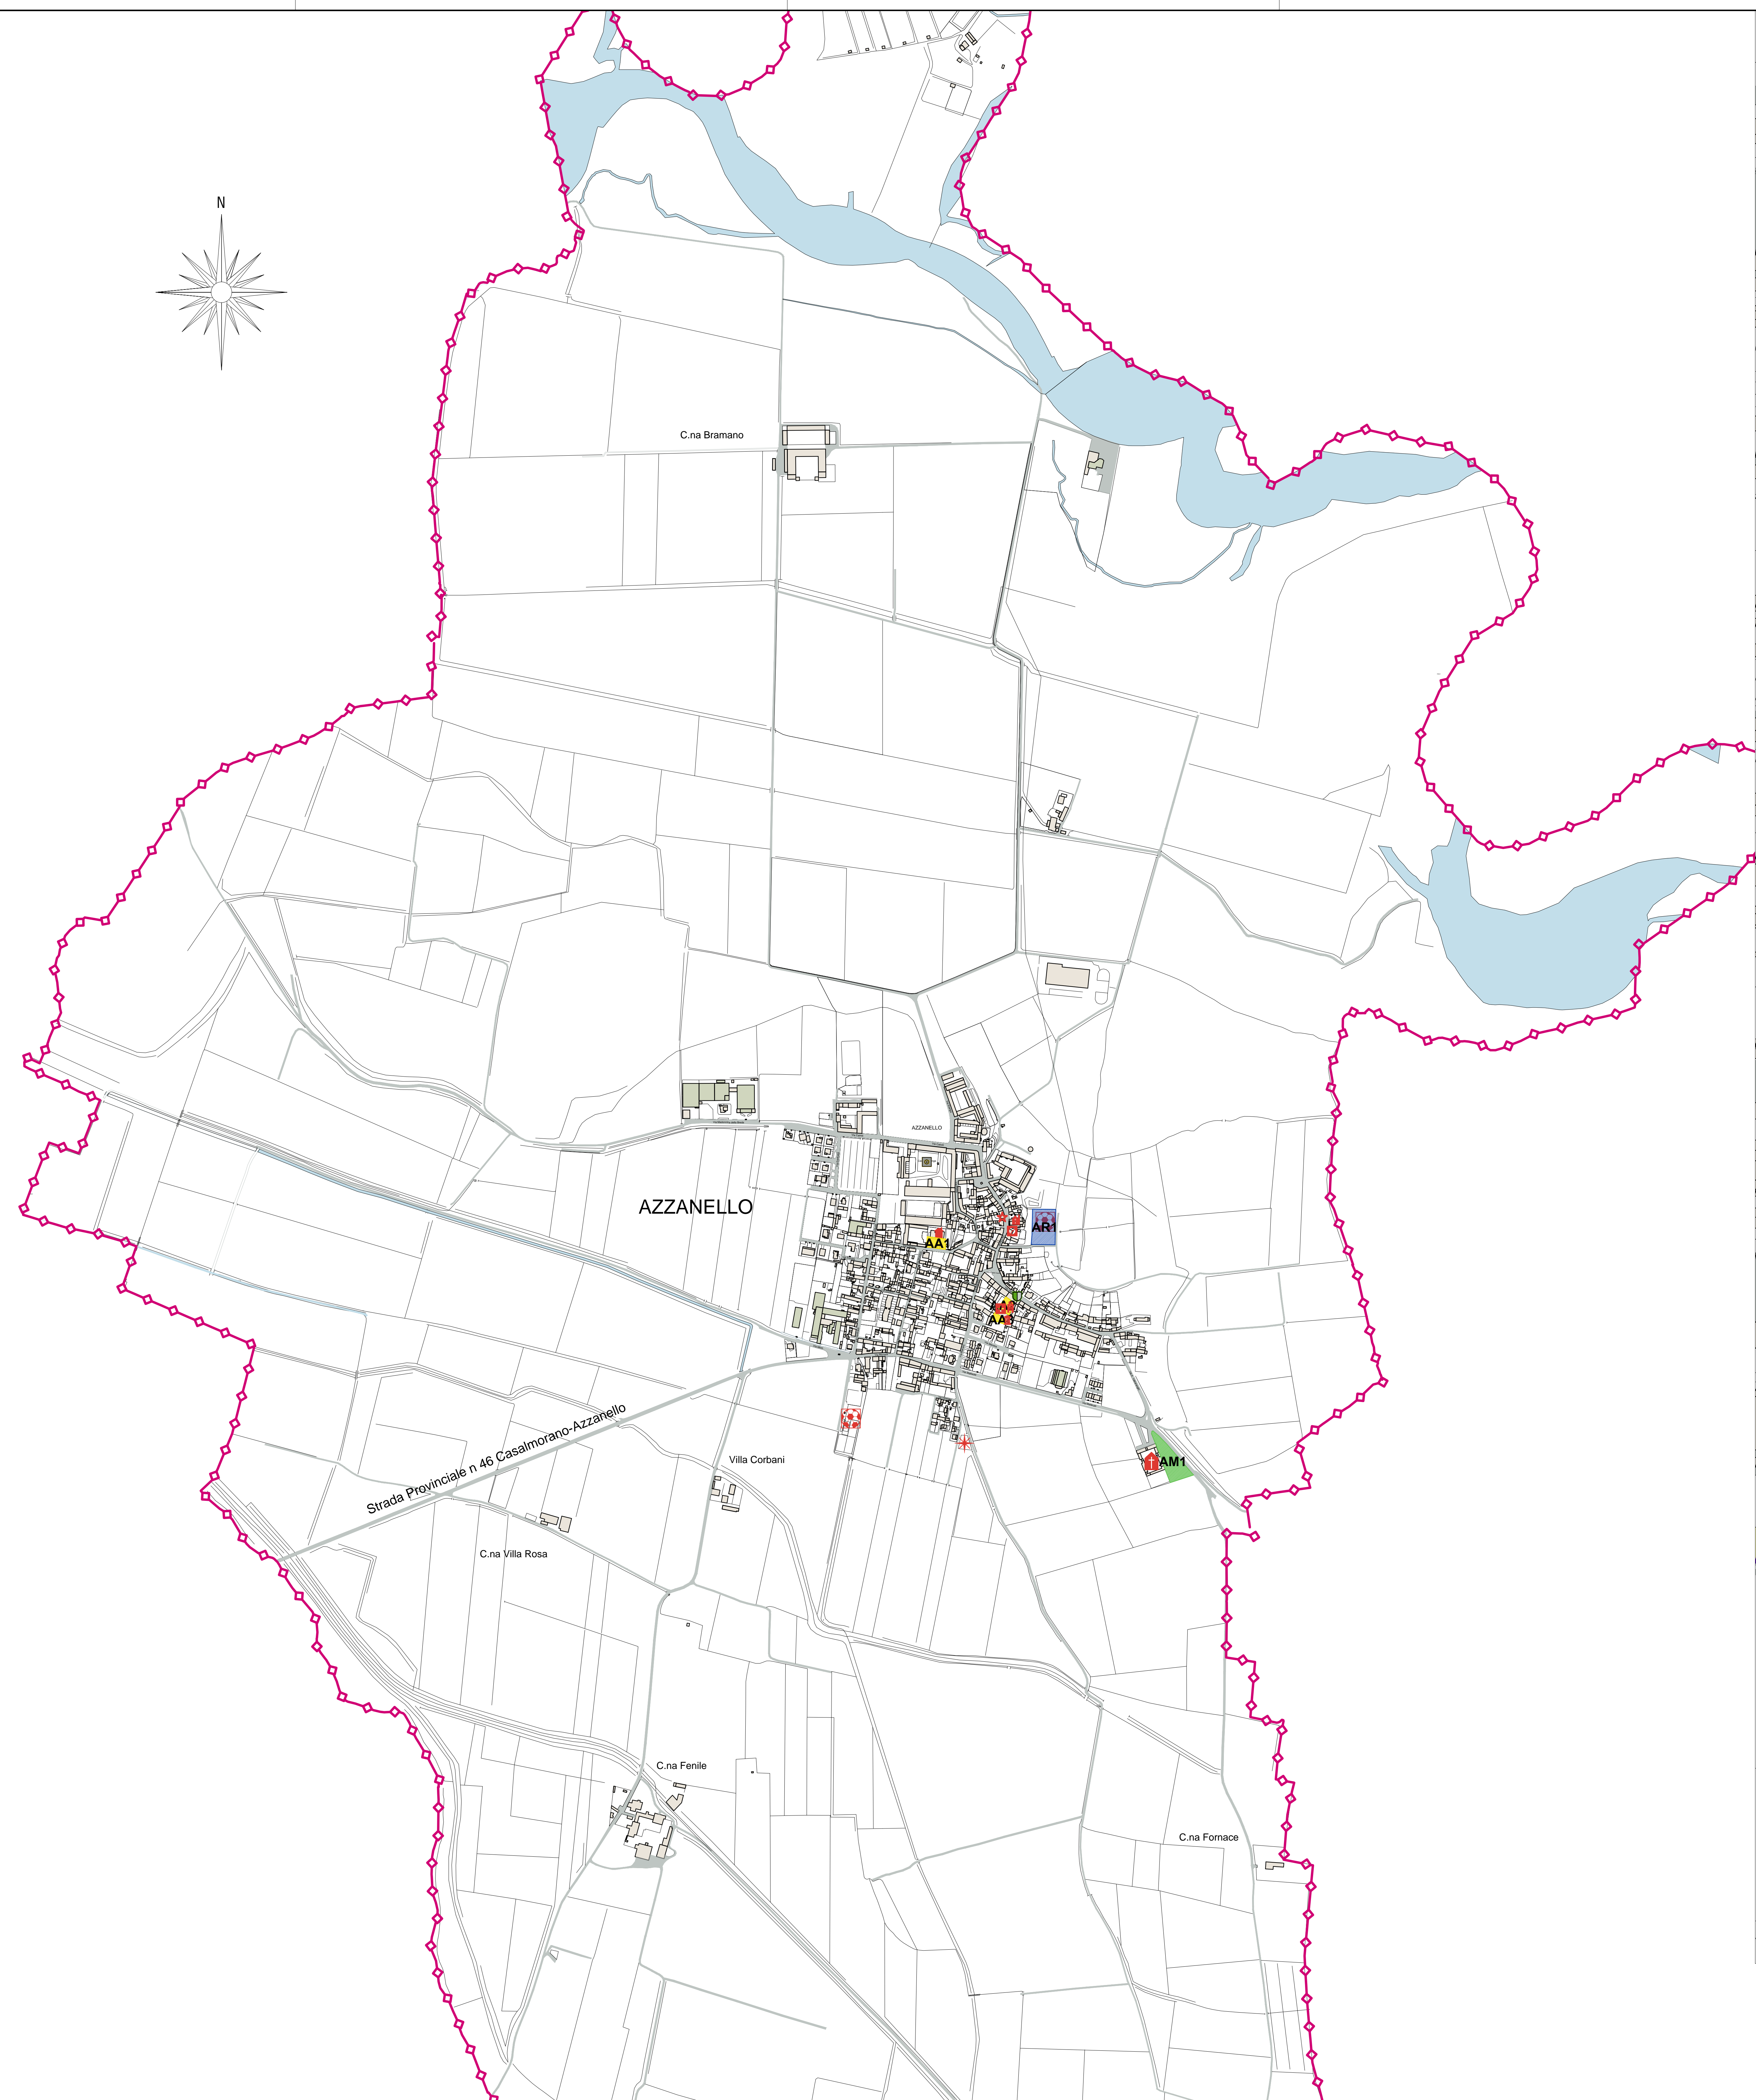 N
C.na Bramano
AZZANELLO
AZZANELLO
AR1
AA1
Strada Provinciale n 46 Casalmorano-Azzanello
Villa Corbani
AM1
C.na Villa Rosa
C.na Fenile
C.na Fornace